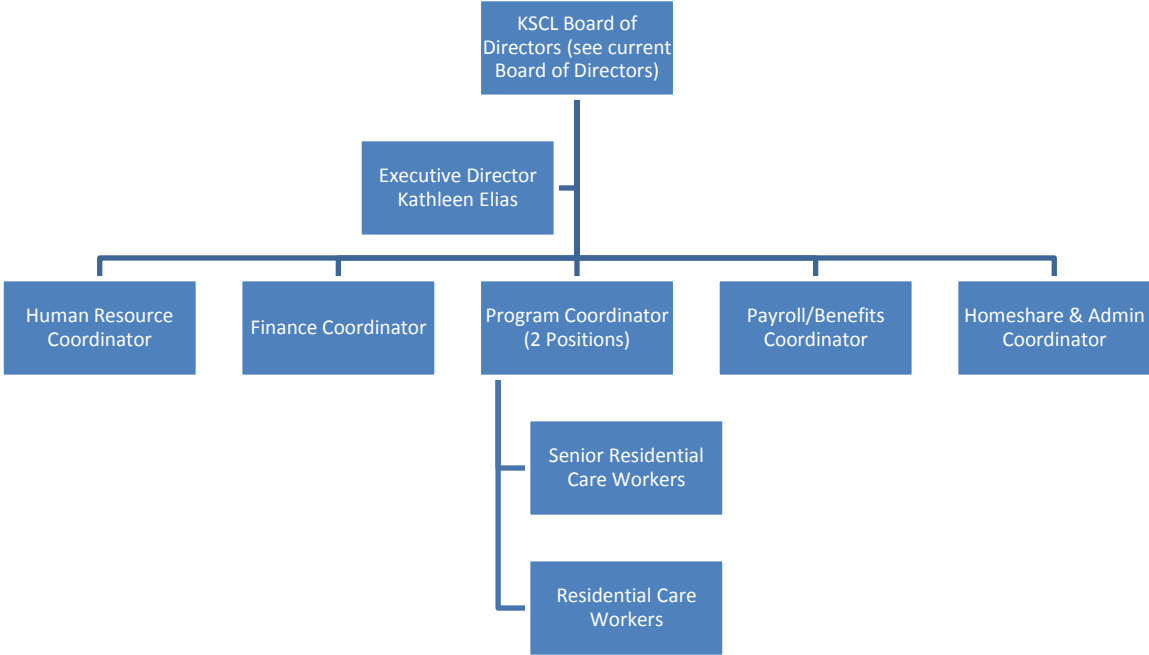 KSCL Board of
Directors (see current
Board of Directors)
Executive Director
Kathleen Elias
Human Resource
Coordinator
Finance Coordinator
Program Coordinator
(2 Positions)
Payroll/Benefits
Coordinator
Homeshare & Admin
Coordinator
Senior Residential
Care Workers
Residential Care
Workers